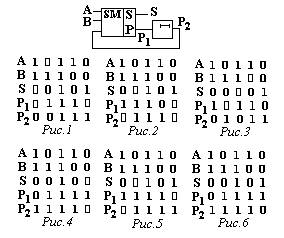 A SM S S
B P P2
P1
A 1 0 1 1 0 A 1 0 1 1 0 A 1 0 1 1 0
B 1 1 1 0 0 B 1 1 1 0 0 B 1 1 1 0 0
S 0 0 1 0 1 S 0 0 1 0 1 S 0 0 0 0 1
P1 0 1 1 1 0 P1 1 1 1 0 0 P1 1 0 1 1 0
P2 0 0 1 1 1 P2 0 1 1 1 0 P2 0 1 0 1 1
Рис.1 Рис.2 Рис.3
A 1 0 1 1 0 A 1 0 1 1 0 A 1 0 1 1 0
B 1 1 1 0 0 B 1 1 1 0 0 B 1 1 1 0 0
S 0 0 1 0 0 S 0 0 1 0 1 S 0 0 1 0 1
P1 0 1 1 1 1 P1 1 1 1 1 1 P1 1 1 1 1 0
P2 1 1 1 1 0 P2 0 1 1 1 1 P2 0 1 1 1 1
Рис.4 Рис.5 Рис.6